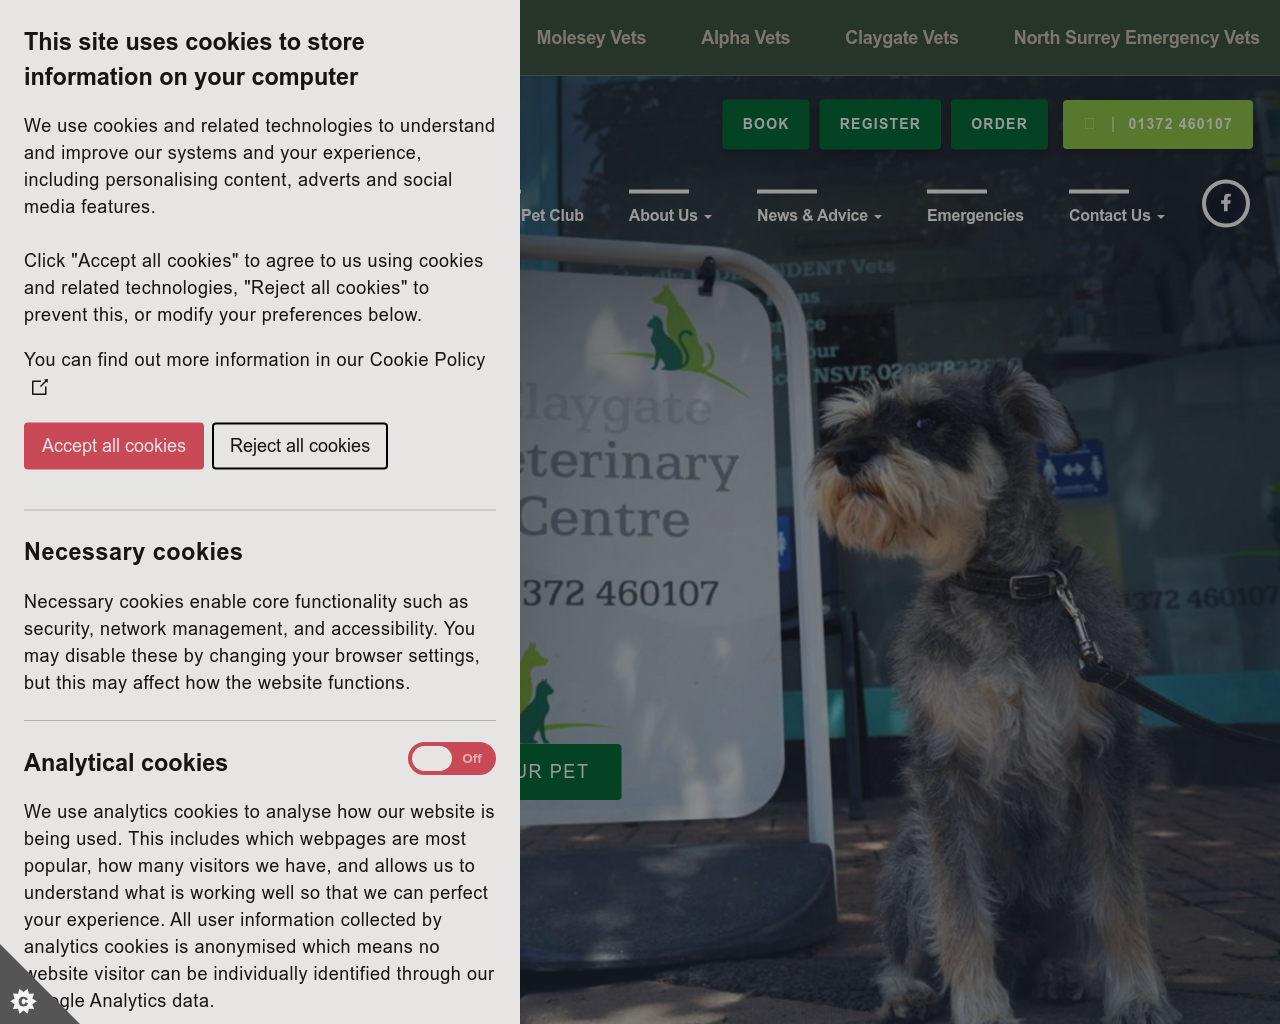 This site uses cookies to store
information on your computer
We use cookies and related technologies to understand
and improve our systems and your experience,
including personalising content, adverts and social
media features.
Click "Accept all cookies" to agree to us using cookies
and related technologies, "Reject all cookies" to
prevent this, or modify your preferences below.
You can find out more information in our Cookie Policy
Accept all cookies
Reject all cookies
Necessary cookies
Necessary cookies enable core functionality such as
security, network management, and accessibility. You
may disable these by changing your browser settings,
but this may affect how the website functions.
Analytical cookies
Off
We use analytics cookies to analyse how our website is
being used. This includes which webpages are most
popular, how many visitors we have, and allows us to
understand what is working well so that we can perfect
your experience. All user information collected by
analytics cookies is anonymised which means no
website visitor can be individually identified through our
Google Analytics data.
Molesey Vets
Alpha Vets
Claygate Vets
North Surrey Emergency Vets
BOOK
REGISTER
ORDER
| 01372 460107
Pet Club
About Us
News & Advice
Emergencies
Contact Us
Vets
NSVE 02087832850
laygate
eterinary
Centre
372 460107
372 460107
UR PET